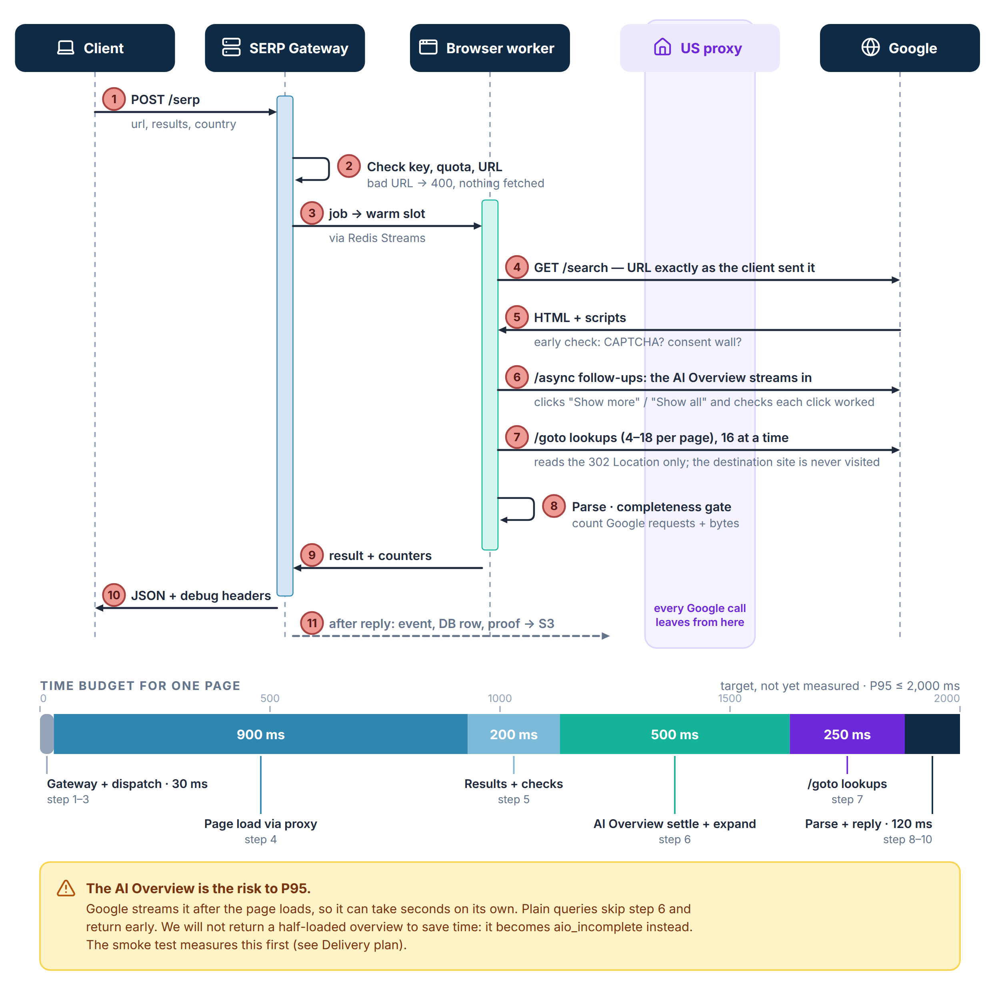 Client
SERP Gateway
Browser worker
US proxy
Google
1 POST /serp
url, results, country
2 Check key, quota, URL
bad URL → 400, nothing fetched
3 job → warm slot
via Redis Streams
4 GET /search — URL exactly as the client sent it
5 HTML + scripts
early check: CAPTCHA? consent wall?
6 /async follow-ups: the AI Overview streams in
clicks "Show more" / "Show all" and checks each click worked
7 /goto lookups (4–18 per page), 16 at a time
reads the 302 Location only; the destination site is never visited
8 Parse · completeness gate
count Google requests + bytes
9 result + counters
10 JSON + debug headers
every Google call
leaves from here
11 after reply: event, DB row, proof → S3
TIME BUDGET FOR ONE PAGE
target, not yet measured · P95 ≤ 2,000 ms
0
500
1000
1500
2000
900 ms
200 ms
500 ms
250 ms
Gateway + dispatch · 30 ms
step 1–3
Results + checks
step 5
/goto lookups
step 7
Page load via proxy
step 4
AI Overview settle + expand
step 6
Parse + reply · 120 ms
step 8–10
The AI Overview is the risk to P95.
Google streams it after the page loads, so it can take seconds on its own. Plain queries skip step 6 and
return early. We will not return a half-loaded overview to save time: it becomes aio_incomplete instead.
The smoke test measures this first (see Delivery plan).